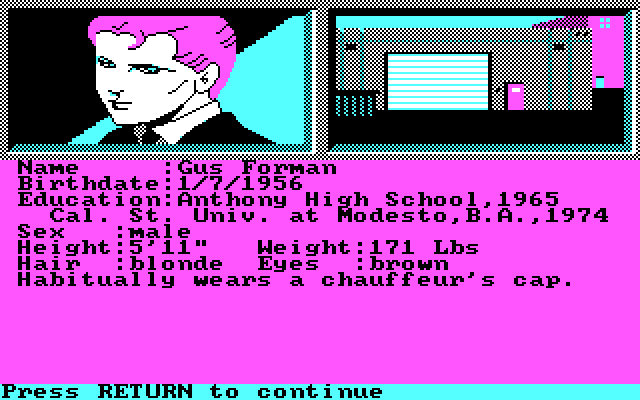 Name     :Gus Forman
Birthdate:1/7/1956
Education:Anthony High School,1965
Cal. St. Univ. at Modesto,B.A.,1974
Sex   :male
Height:5'11"   Weight:171 Lbs
Hair  :blonde  Eyes  :brown
Habitually wears a chauffeur's cap.
Press RETURN to continue